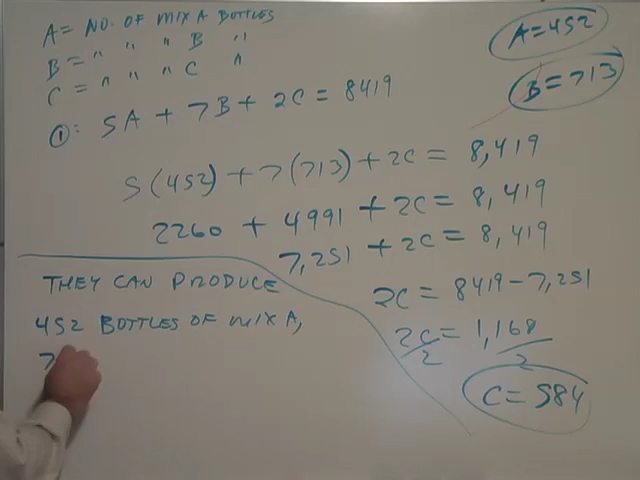 A = NO. OF MIX A BOTTLES
B = " " " B "
C = " " " C "
A = 452
B = 713
①: 5A + 7B + 2C = 8419
5(452) + 7(713) + 2C = 8,419
2260 + 4991 + 2C = 8,419
7,251 + 2C = 8,419
2C = 8419 - 7,251
2C/2 = 1,168/2
C = 584
THEY CAN PRODUCE
452 BOTTLES OF MIX A,
7